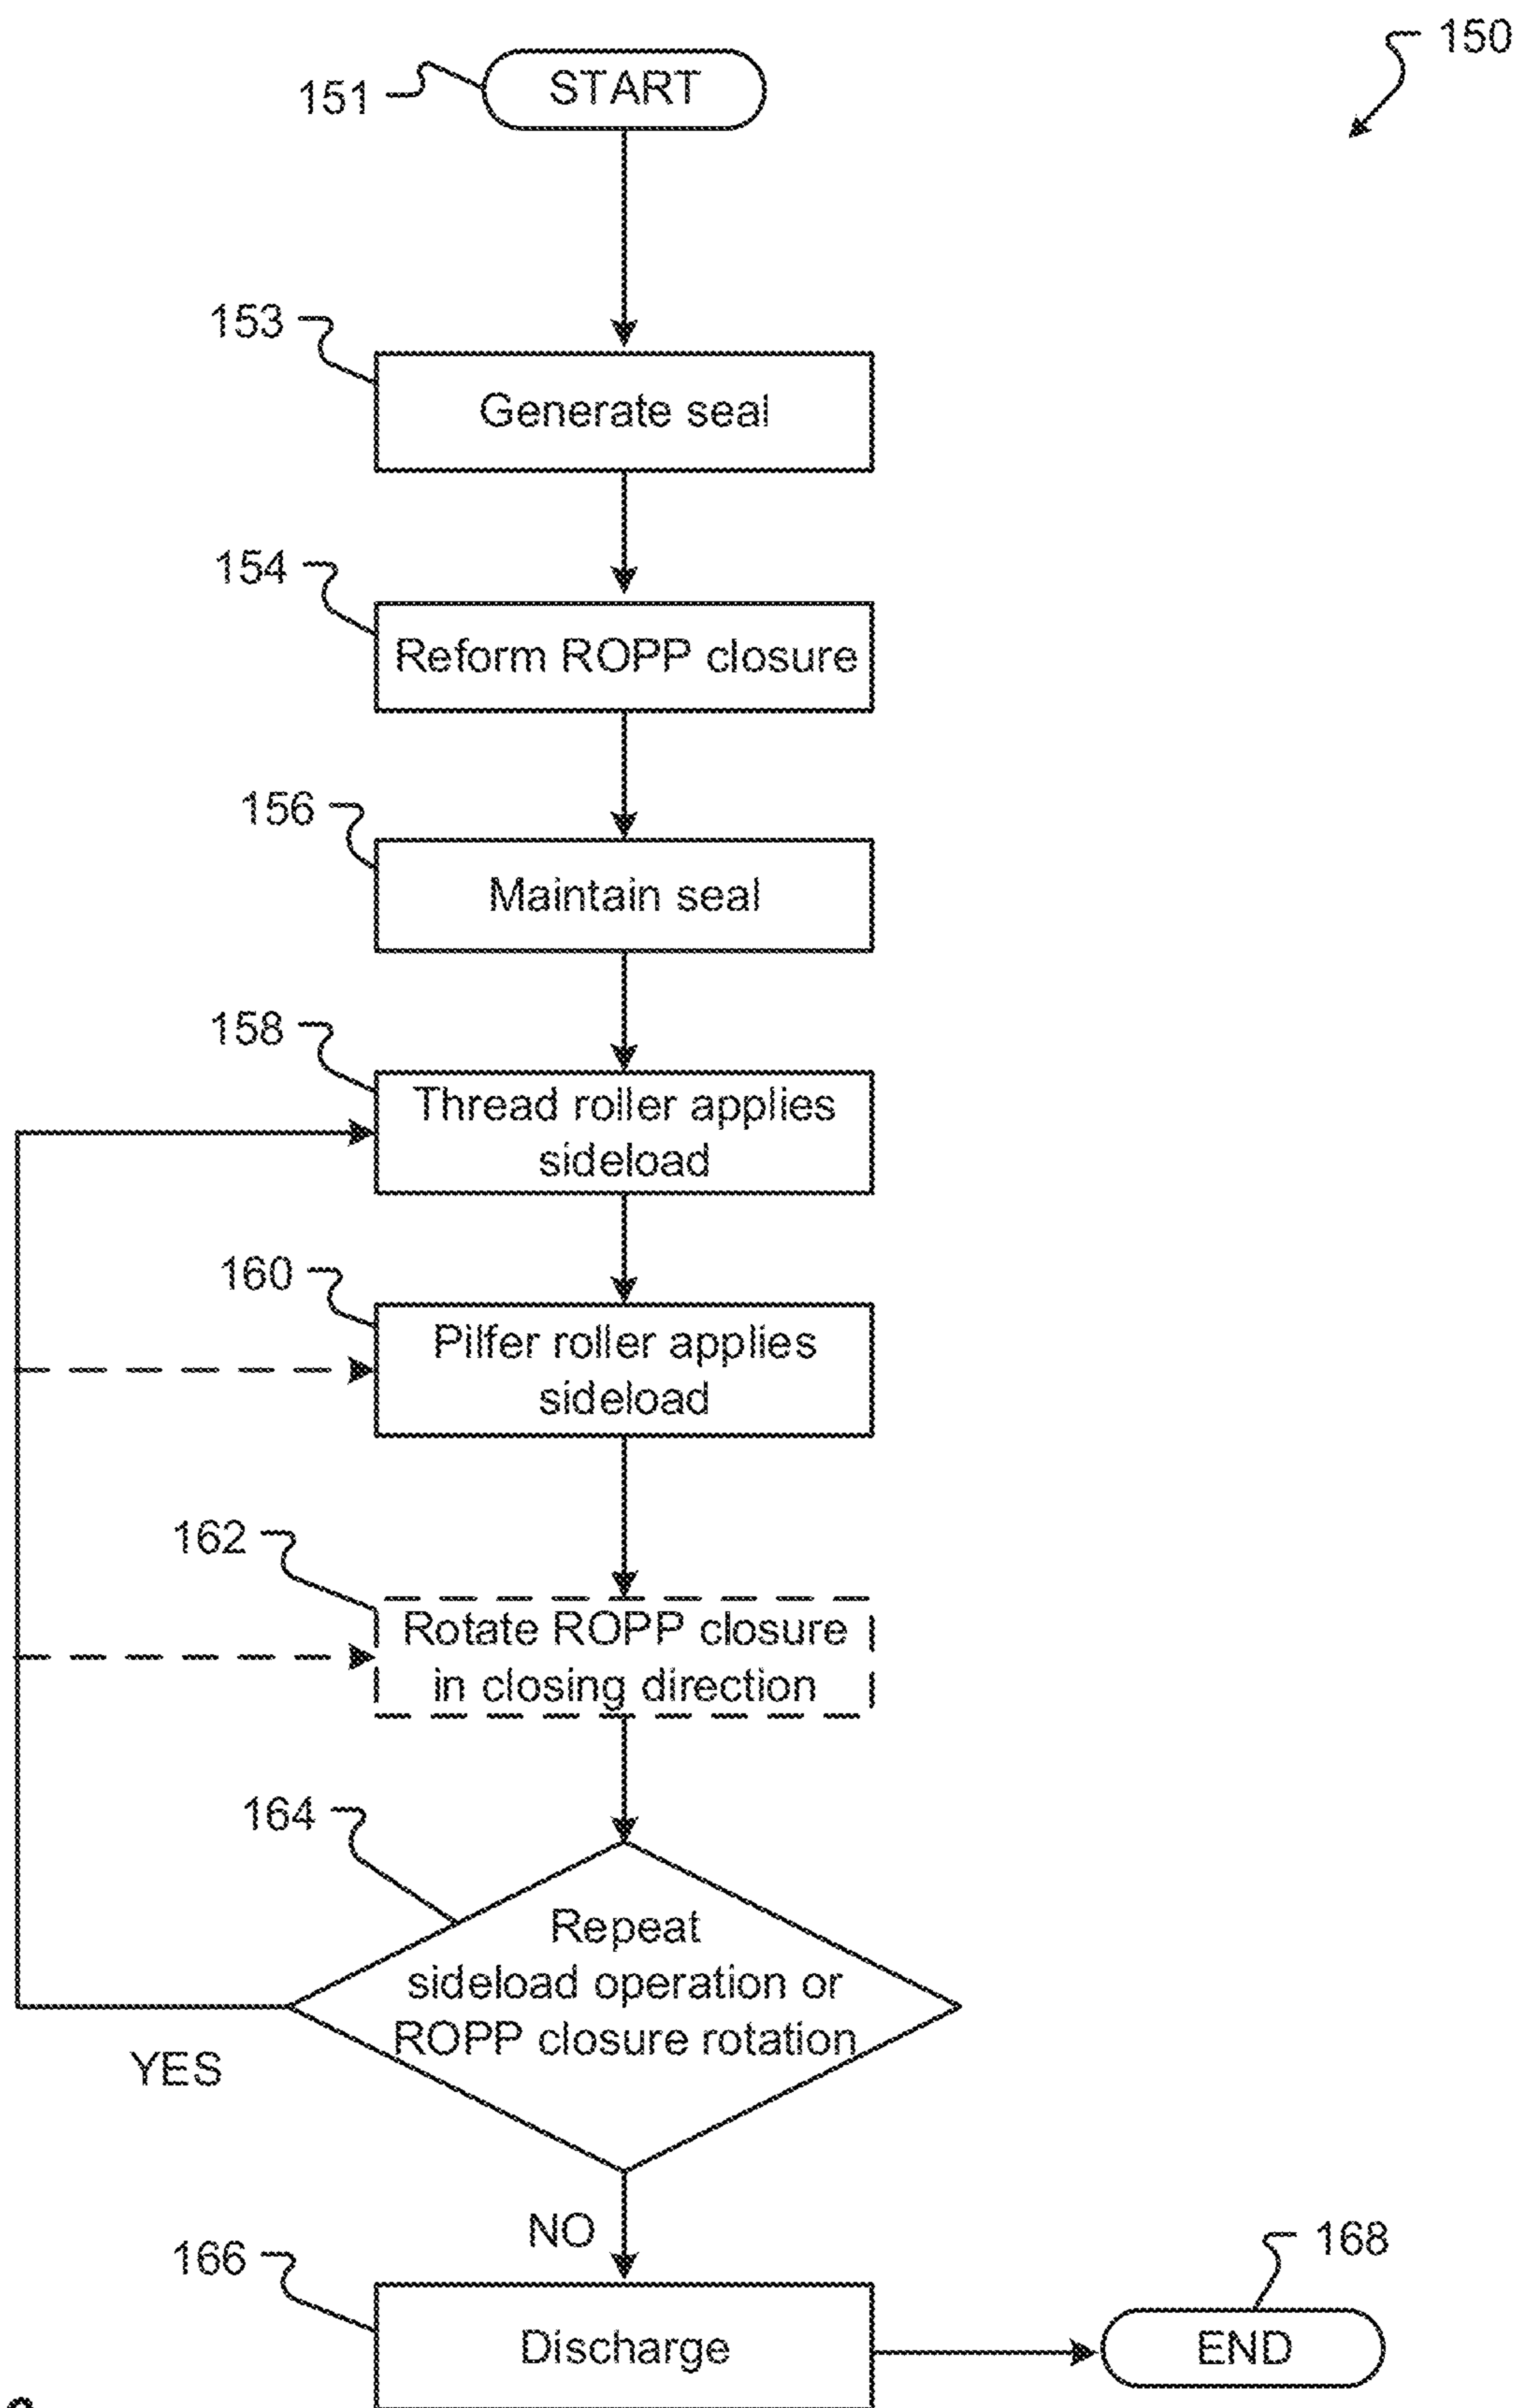 150
151
START
153
Generate seal
154
Reform ROPP closure
156
Maintain seal
158
Thread roller applies
sideload
160
Pilfer roller applies
sideload
162
Rotate ROPP closure
in closing direction
164
Repeat
sideload operation or
ROPP closure rotation
YES
NO
166
Discharge
168
END